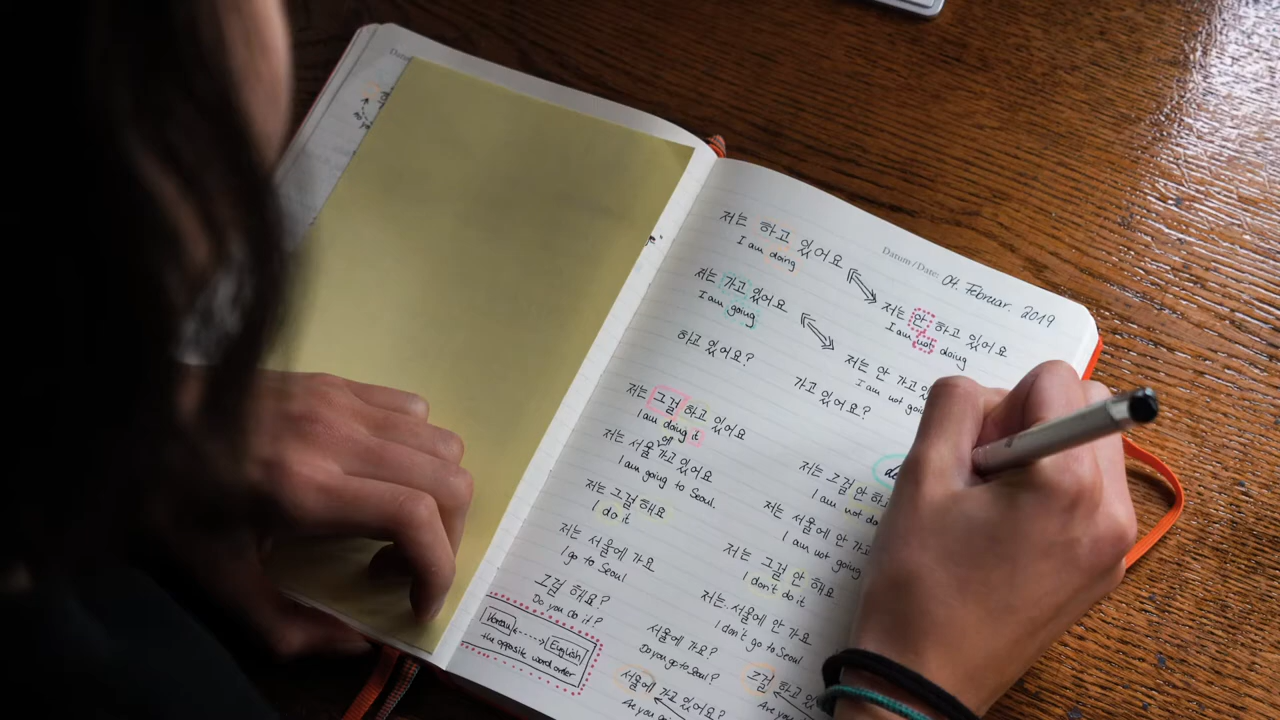 Datum / Date: 04. Februar. 2019
저는 하고 있어요
I am doing
저는 안 하고 있어요
I am not doing
저는 가고 있어요
I am going
저는 안 가고
I am not
하고 있어요?
가고 있어요?
저는 그걸 하고 있어요
I am doing it
저는 그걸 안
I am not
저는 서울에 가고 있어요
I am going to Seoul.
저는 서울에 안
I am not going
저는 그걸 해요
I do it
저는 그걸 안 해요
I don't do it
저는 서울에 가요
I go to Seoul
저는 서울에 안 가요
I don't go to Seoul
그걸 해요?
Do you do it?
서울에 가요?
Do you go to Seoul?
Korean English
the opposite word order
서울에 가고 있어요?
Are you
그걸 하고
Are you